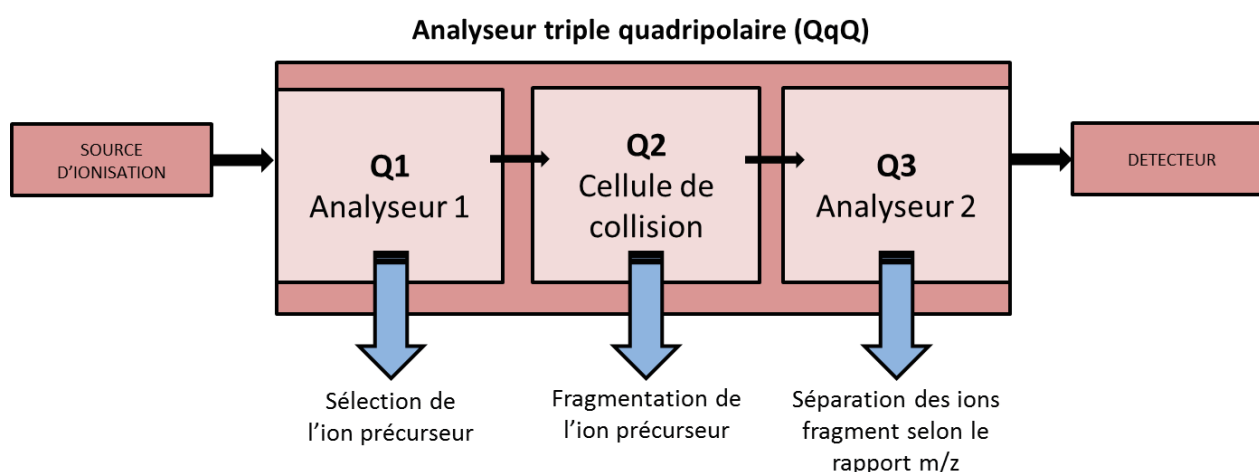 Analyseur triple quadripolaire (QqQ)
SOURCE
D'IONISATION
Q1
Analyseur 1
Q2
Cellule de
collision
Q3
Analyseur 2
DETECTEUR
Sélection de
l'ion précurseur
Fragmentation de
l'ion précurseur
Séparation des ions
fragment selon le
rapport m/z